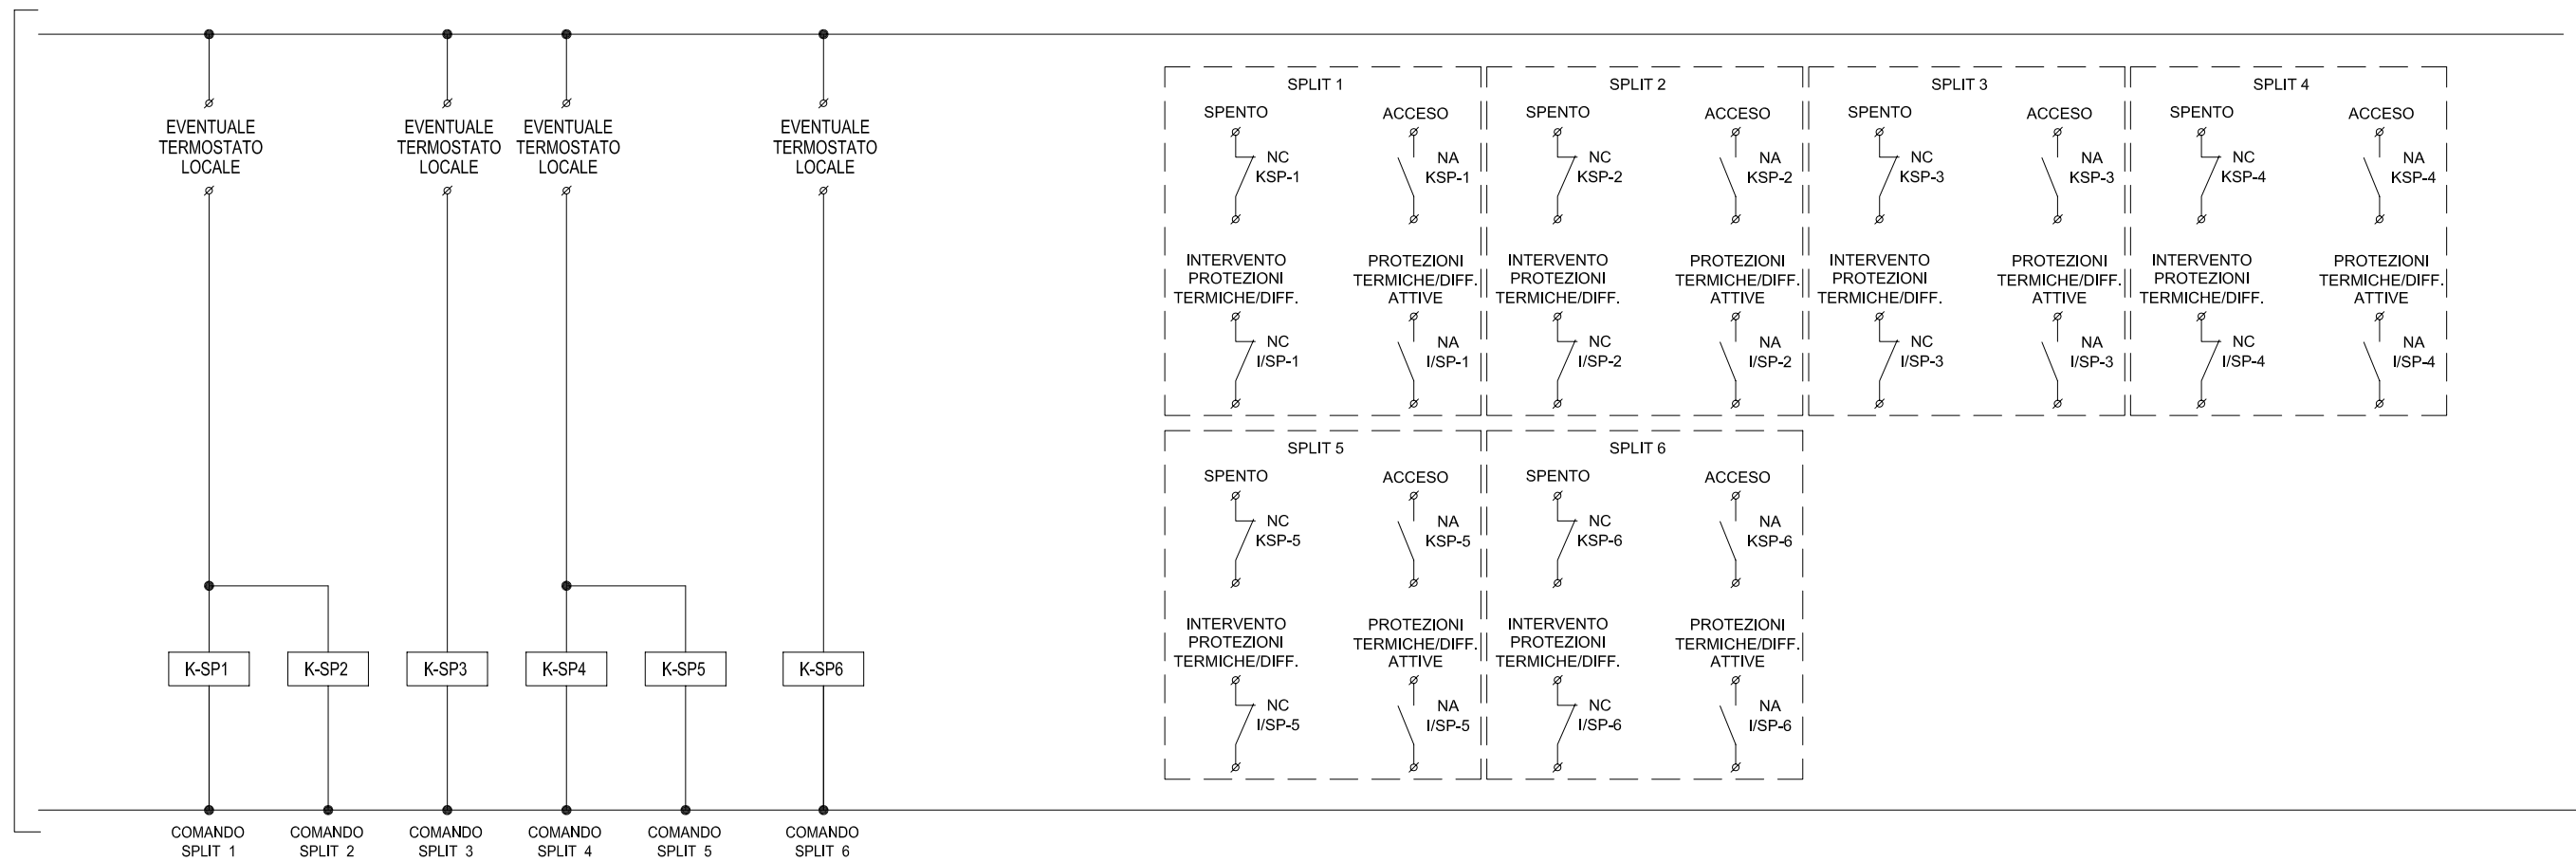 EVENTUALE
TERMOSTATO
LOCALE
EVENTUALE
TERMOSTATO
LOCALE
EVENTUALE
TERMOSTATO
LOCALE
EVENTUALE
TERMOSTATO
LOCALE
K-SP1
K-SP2
K-SP3
K-SP4
K-SP5
K-SP6
COMANDO
SPLIT 1
COMANDO
SPLIT 2
COMANDO
SPLIT 3
COMANDO
SPLIT 4
COMANDO
SPLIT 5
COMANDO
SPLIT 6
SPLIT 1
SPENTO
NC
KSP-1
ACCESO
NA
KSP-1
INTERVENTO
PROTEZIONI
TERMICHE/DIFF.
NC
I/SP-1
PROTEZIONI
TERMICHE/DIFF.
ATTIVE
NA
I/SP-1
SPLIT 2
SPENTO
NC
KSP-2
ACCESO
NA
KSP-2
INTERVENTO
PROTEZIONI
TERMICHE/DIFF.
NC
I/SP-2
PROTEZIONI
TERMICHE/DIFF.
ATTIVE
NA
I/SP-2
SPLIT 3
SPENTO
NC
KSP-3
ACCESO
NA
KSP-3
INTERVENTO
PROTEZIONI
TERMICHE/DIFF.
NC
I/SP-3
PROTEZIONI
TERMICHE/DIFF.
ATTIVE
NA
I/SP-3
SPLIT 4
SPENTO
NC
KSP-4
ACCESO
NA
KSP-4
INTERVENTO
PROTEZIONI
TERMICHE/DIFF.
NC
I/SP-4
PROTEZIONI
TERMICHE/DIFF.
ATTIVE
NA
I/SP-4
SPLIT 5
SPENTO
NC
KSP-5
ACCESO
NA
KSP-5
INTERVENTO
PROTEZIONI
TERMICHE/DIFF.
NC
I/SP-5
PROTEZIONI
TERMICHE/DIFF.
ATTIVE
NA
I/SP-5
SPLIT 6
SPENTO
NC
KSP-6
ACCESO
NA
KSP-6
INTERVENTO
PROTEZIONI
TERMICHE/DIFF.
NC
I/SP-6
PROTEZIONI
TERMICHE/DIFF.
ATTIVE
NA
I/SP-6